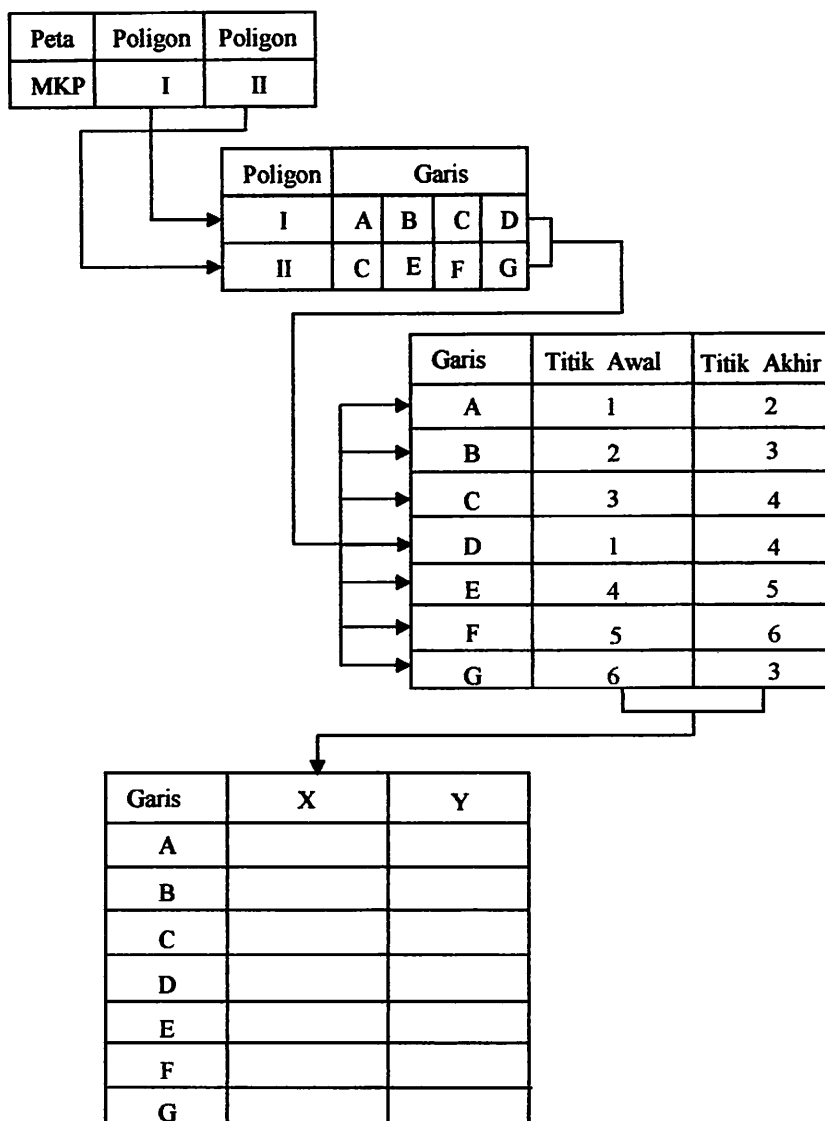 Peta Poligon Poligon
MKP I II
Poligon Garis
I A B C D
II C E F G
Garis Titik Awal Titik Akhir
A 1 2
B 2 3
C 3 4
D 1 4
E 4 5
F 5 6
G 6 3
Garis X Y
A
B
C
D
E
F
G